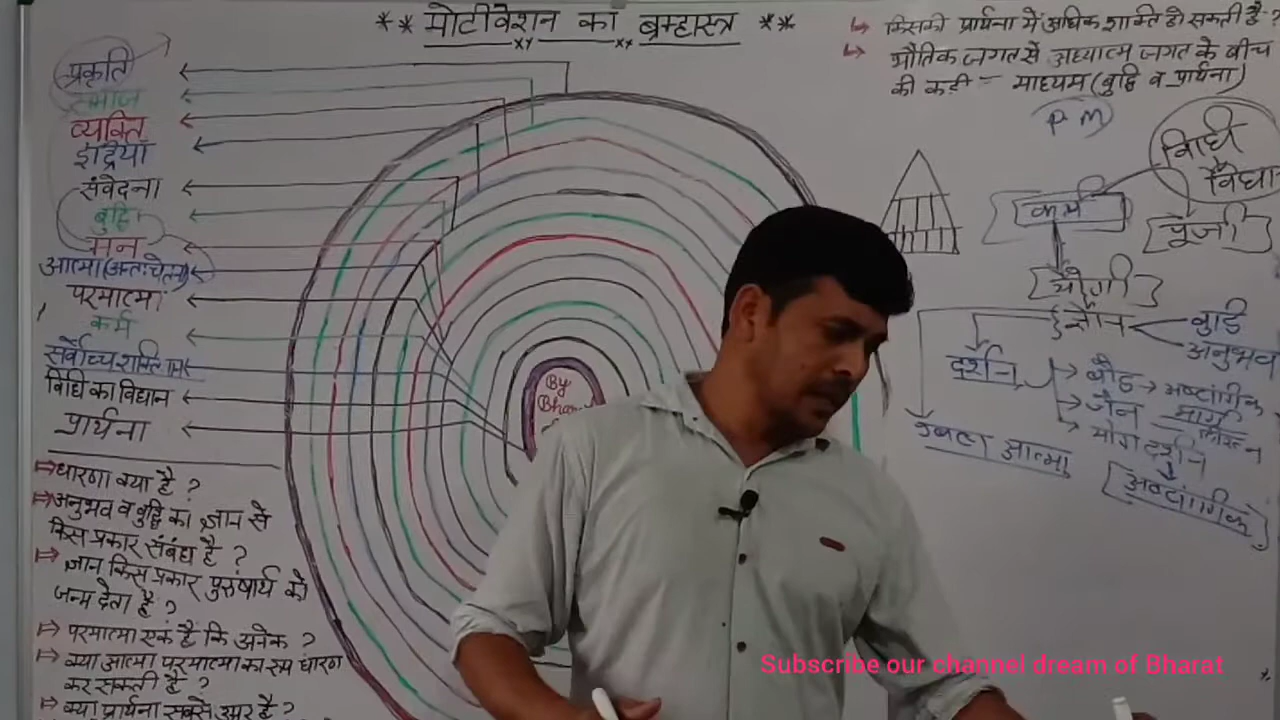 ** मोटीवेशन का ब्रम्हास्त्र **
↳ किसकी प्रार्थना में अधिक शक्ति हो सकती है ?
↳ भौतिक जगत से अध्यात्म जगत के बीच
की कड़ी - माध्यम (बुद्धि व प्रार्थना)
P M
प्रकृति
समाज
व्यक्ति
इंद्रियाँ
संवेदना
बुद्धि
मान
आत्मा (अन्तःचेतना)
परमात्मा
कर्म
सर्वोच्च शक्ति
विधि का विधान
प्रार्थना
→ धारणा क्या है ?
→ अनुभव व बुद्धि का ज्ञान से
किस प्रकार संबंध है ?
→ ज्ञान किस प्रकार पुरुषार्थ को
जन्म देता है ?
→ परमात्मा एक है कि अनेक ?
→ क्या आत्मा परमात्मा का रूप धारण
कर सकती है ?
→ क्या प्रार्थना सबसे ऊपर है ?
By
विधी
विधान
कर्म
पूंजी
योगी
ज्ञान
बुद्धि
अनुभव
दर्शन
→ बौद्ध → अष्टांगिक
मार्ग
→ जैन
→ योग दर्शन
आत्मा
अष्टांगिक
Subscribe our channel dream of Bharat